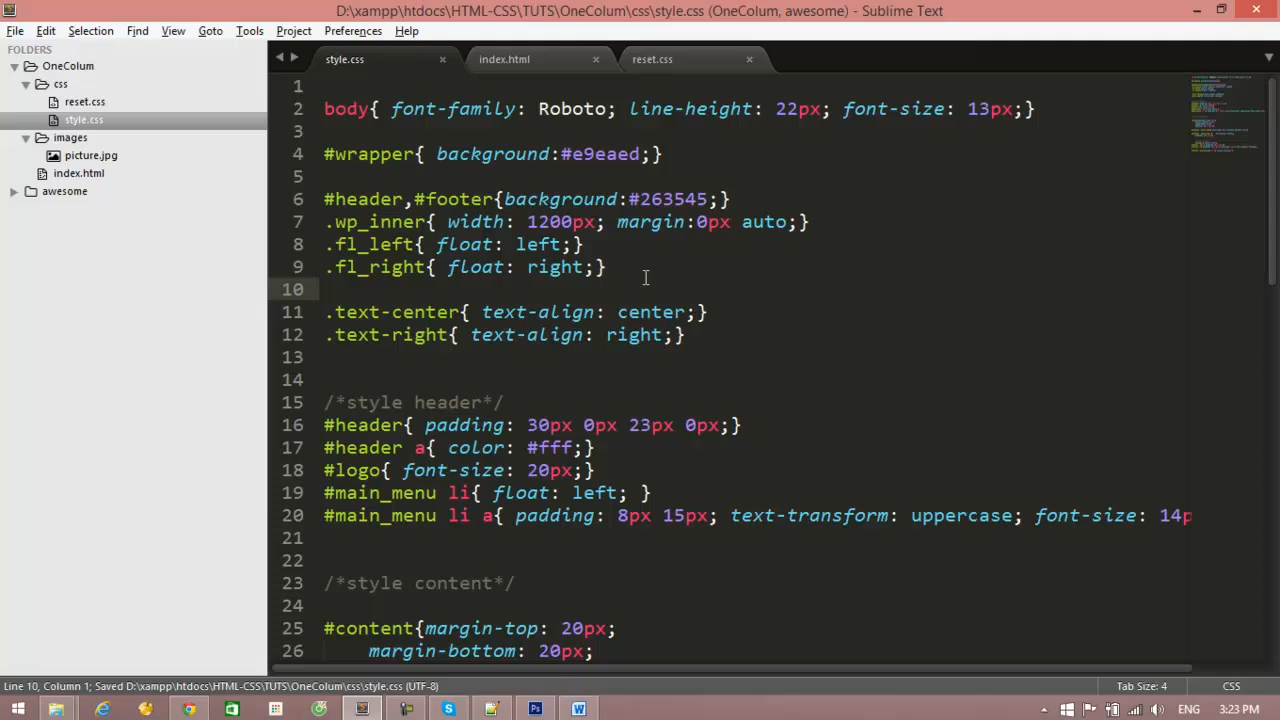 D:\xampp\htdocs\HTML-CSS\TUTS\OneColum\css\style.css (OneColum, awesome) - Sublime Text
File Edit Selection Find View Goto Tools Project Preferences Help
FOLDERS
OneColum
css
reset.css
style.css
images
picture.jpg
index.html
awesome
style.css × index.html × reset.css ×
1
2 body{ font-family: Roboto; line-height: 22px; font-size: 13px;}
3
4 #wrapper{ background:#e9eaed;}
5
6 #header,#footer{background:#263545;}
7 .wp_inner{ width: 1200px; margin:0px auto;}
8 .fl_left{ float: left;}
9 .fl_right{ float: right;}
10
11 .text-center{ text-align: center;}
12 .text-right{ text-align: right;}
13
14
15 /*style header*/
16 #header{ padding: 30px 0px 23px 0px;}
17 #header a{ color: #fff;}
18 #logo{ font-size: 20px;}
19 #main_menu li{ float: left; }
20 #main_menu li a{ padding: 8px 15px; text-transform: uppercase; font-size: 14p
21
22
23 /*style content*/
24
25 #content{margin-top: 20px;
26 margin-bottom: 20px;
Line 10, Column 1; Saved D:\xampp\htdocs\HTML-CSS\TUTS\OneColum\css\style.css (UTF-8) Tab Size: 4 CSS
ENG 3:23 PM